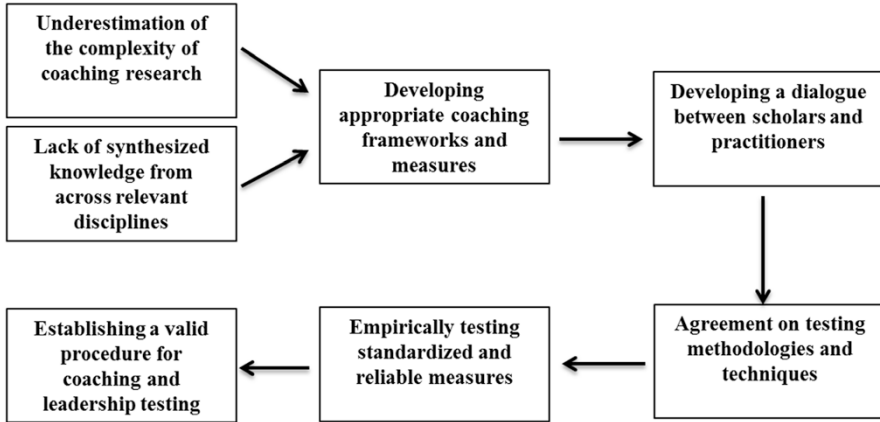 Underestimation of
the complexity of
coaching research
Lack of synthesized
knowledge from
across relevant
disciplines
Developing
appropriate coaching
frameworks and
measures
Developing a dialogue
between scholars and
practitioners
Agreement on testing
methodologies and
techniques
Empirically testing
standardized and
reliable measures
Establishing a valid
procedure for
coaching and
leadership testing